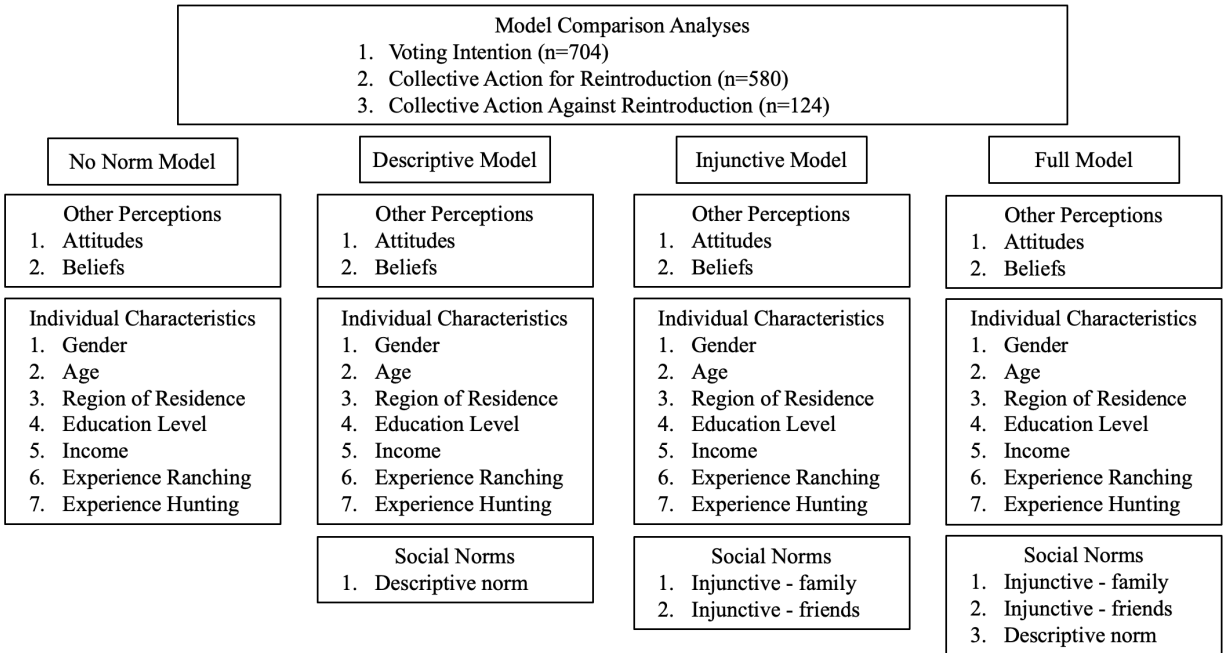 Model Comparison Analyses
1. Voting Intention (n=704)
2. Collective Action for Reintroduction (n=580)
3. Collective Action Against Reintroduction (n=124)
No Norm Model
Other Perceptions
1. Attitudes
2. Beliefs
Individual Characteristics
1. Gender
2. Age
3. Region of Residence
4. Education Level
5. Income
6. Experience Ranching
7. Experience Hunting
Descriptive Model
Other Perceptions
1. Attitudes
2. Beliefs
Individual Characteristics
1. Gender
2. Age
3. Region of Residence
4. Education Level
5. Income
6. Experience Ranching
7. Experience Hunting
Social Norms
1. Descriptive norm
Injunctive Model
Other Perceptions
1. Attitudes
2. Beliefs
Individual Characteristics
1. Gender
2. Age
3. Region of Residence
4. Education Level
5. Income
6. Experience Ranching
7. Experience Hunting
Social Norms
1. Injunctive - family
2. Injunctive - friends
Full Model
Other Perceptions
1. Attitudes
2. Beliefs
Individual Characteristics
1. Gender
2. Age
3. Region of Residence
4. Education Level
5. Income
6. Experience Ranching
7. Experience Hunting
Social Norms
1. Injunctive - family
2. Injunctive - friends
3. Descriptive norm